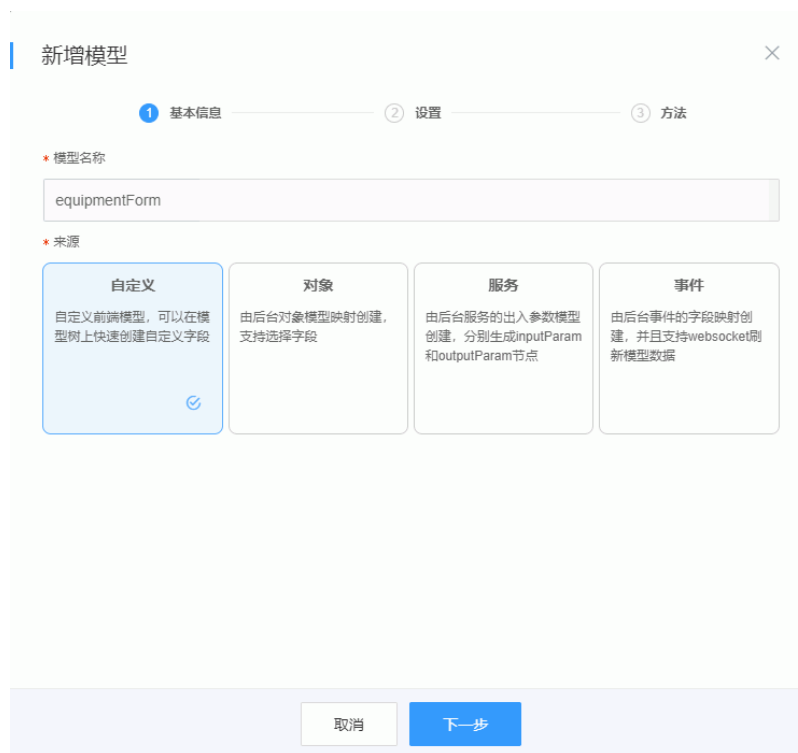 新增模型
1 基本信息 2 设置 3 方法
* 模型名称
equipmentForm
* 来源
自定义
自定义前端模型，可以在模
型树上快速创建自定义字段
对象
由后台对象模型映射创建，
支持选择字段
服务
由后台服务的出入参数模型
创建，分别生成inputParam
和outputParam节点
事件
由后台事件的字段映射创
建，并且支持websocket刷
新模型数据
取消 下一步